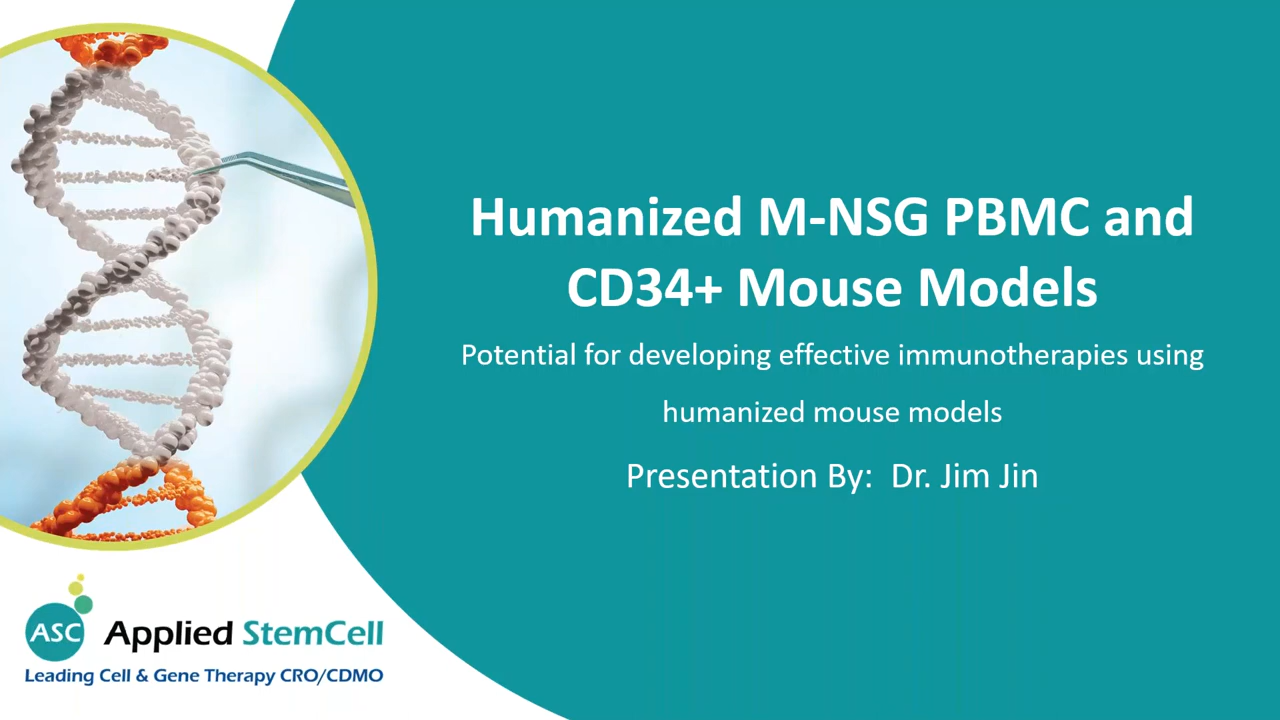 Humanized M-NSG PBMC and
CD34+ Mouse Models
Potential for developing effective immunotherapies using
humanized mouse models
Presentation By: Dr. Jim Jin
ASC Applied StemCell
Leading Cell & Gene Therapy CRO/CDMO